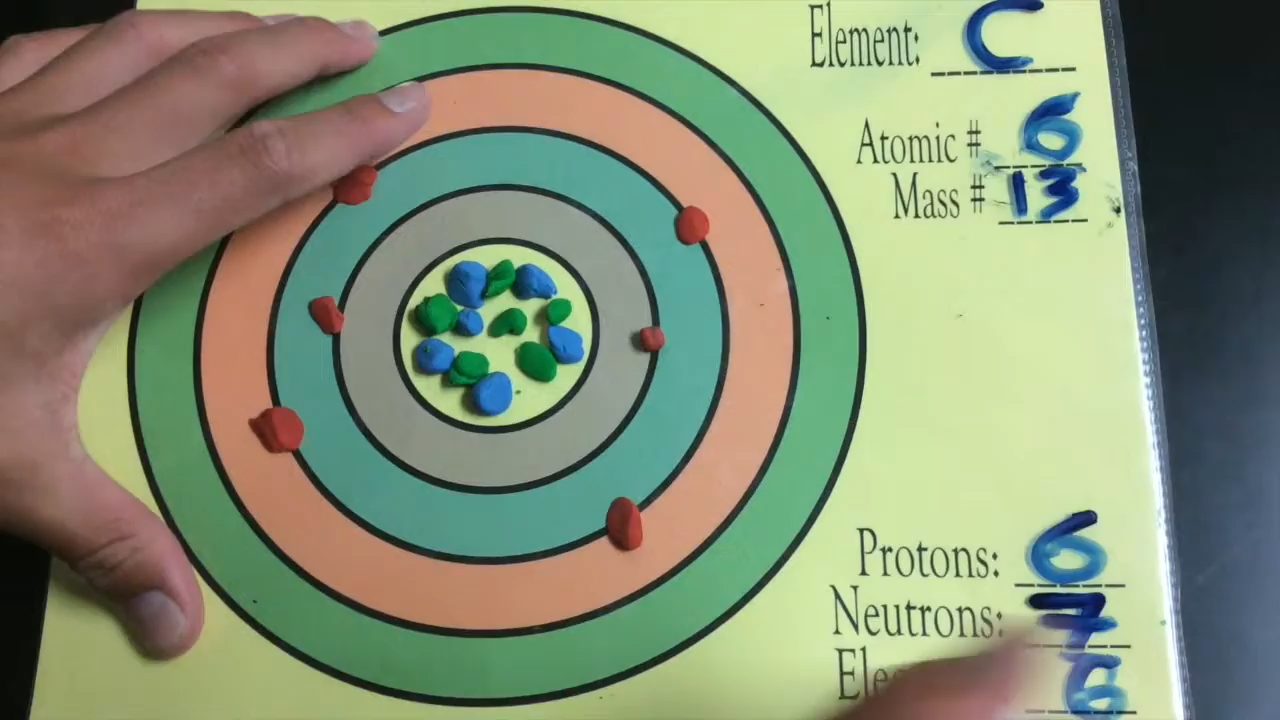 Element: C
Atomic # 6
Mass # 13
Protons: 6
Neutrons: 7
6